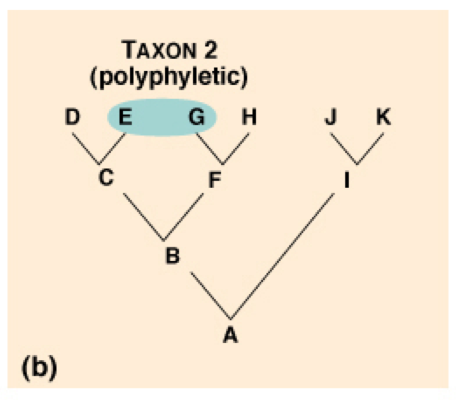 TAXON 2
(polyphyletic)
D E G H J K
C F I
B
A
(b)